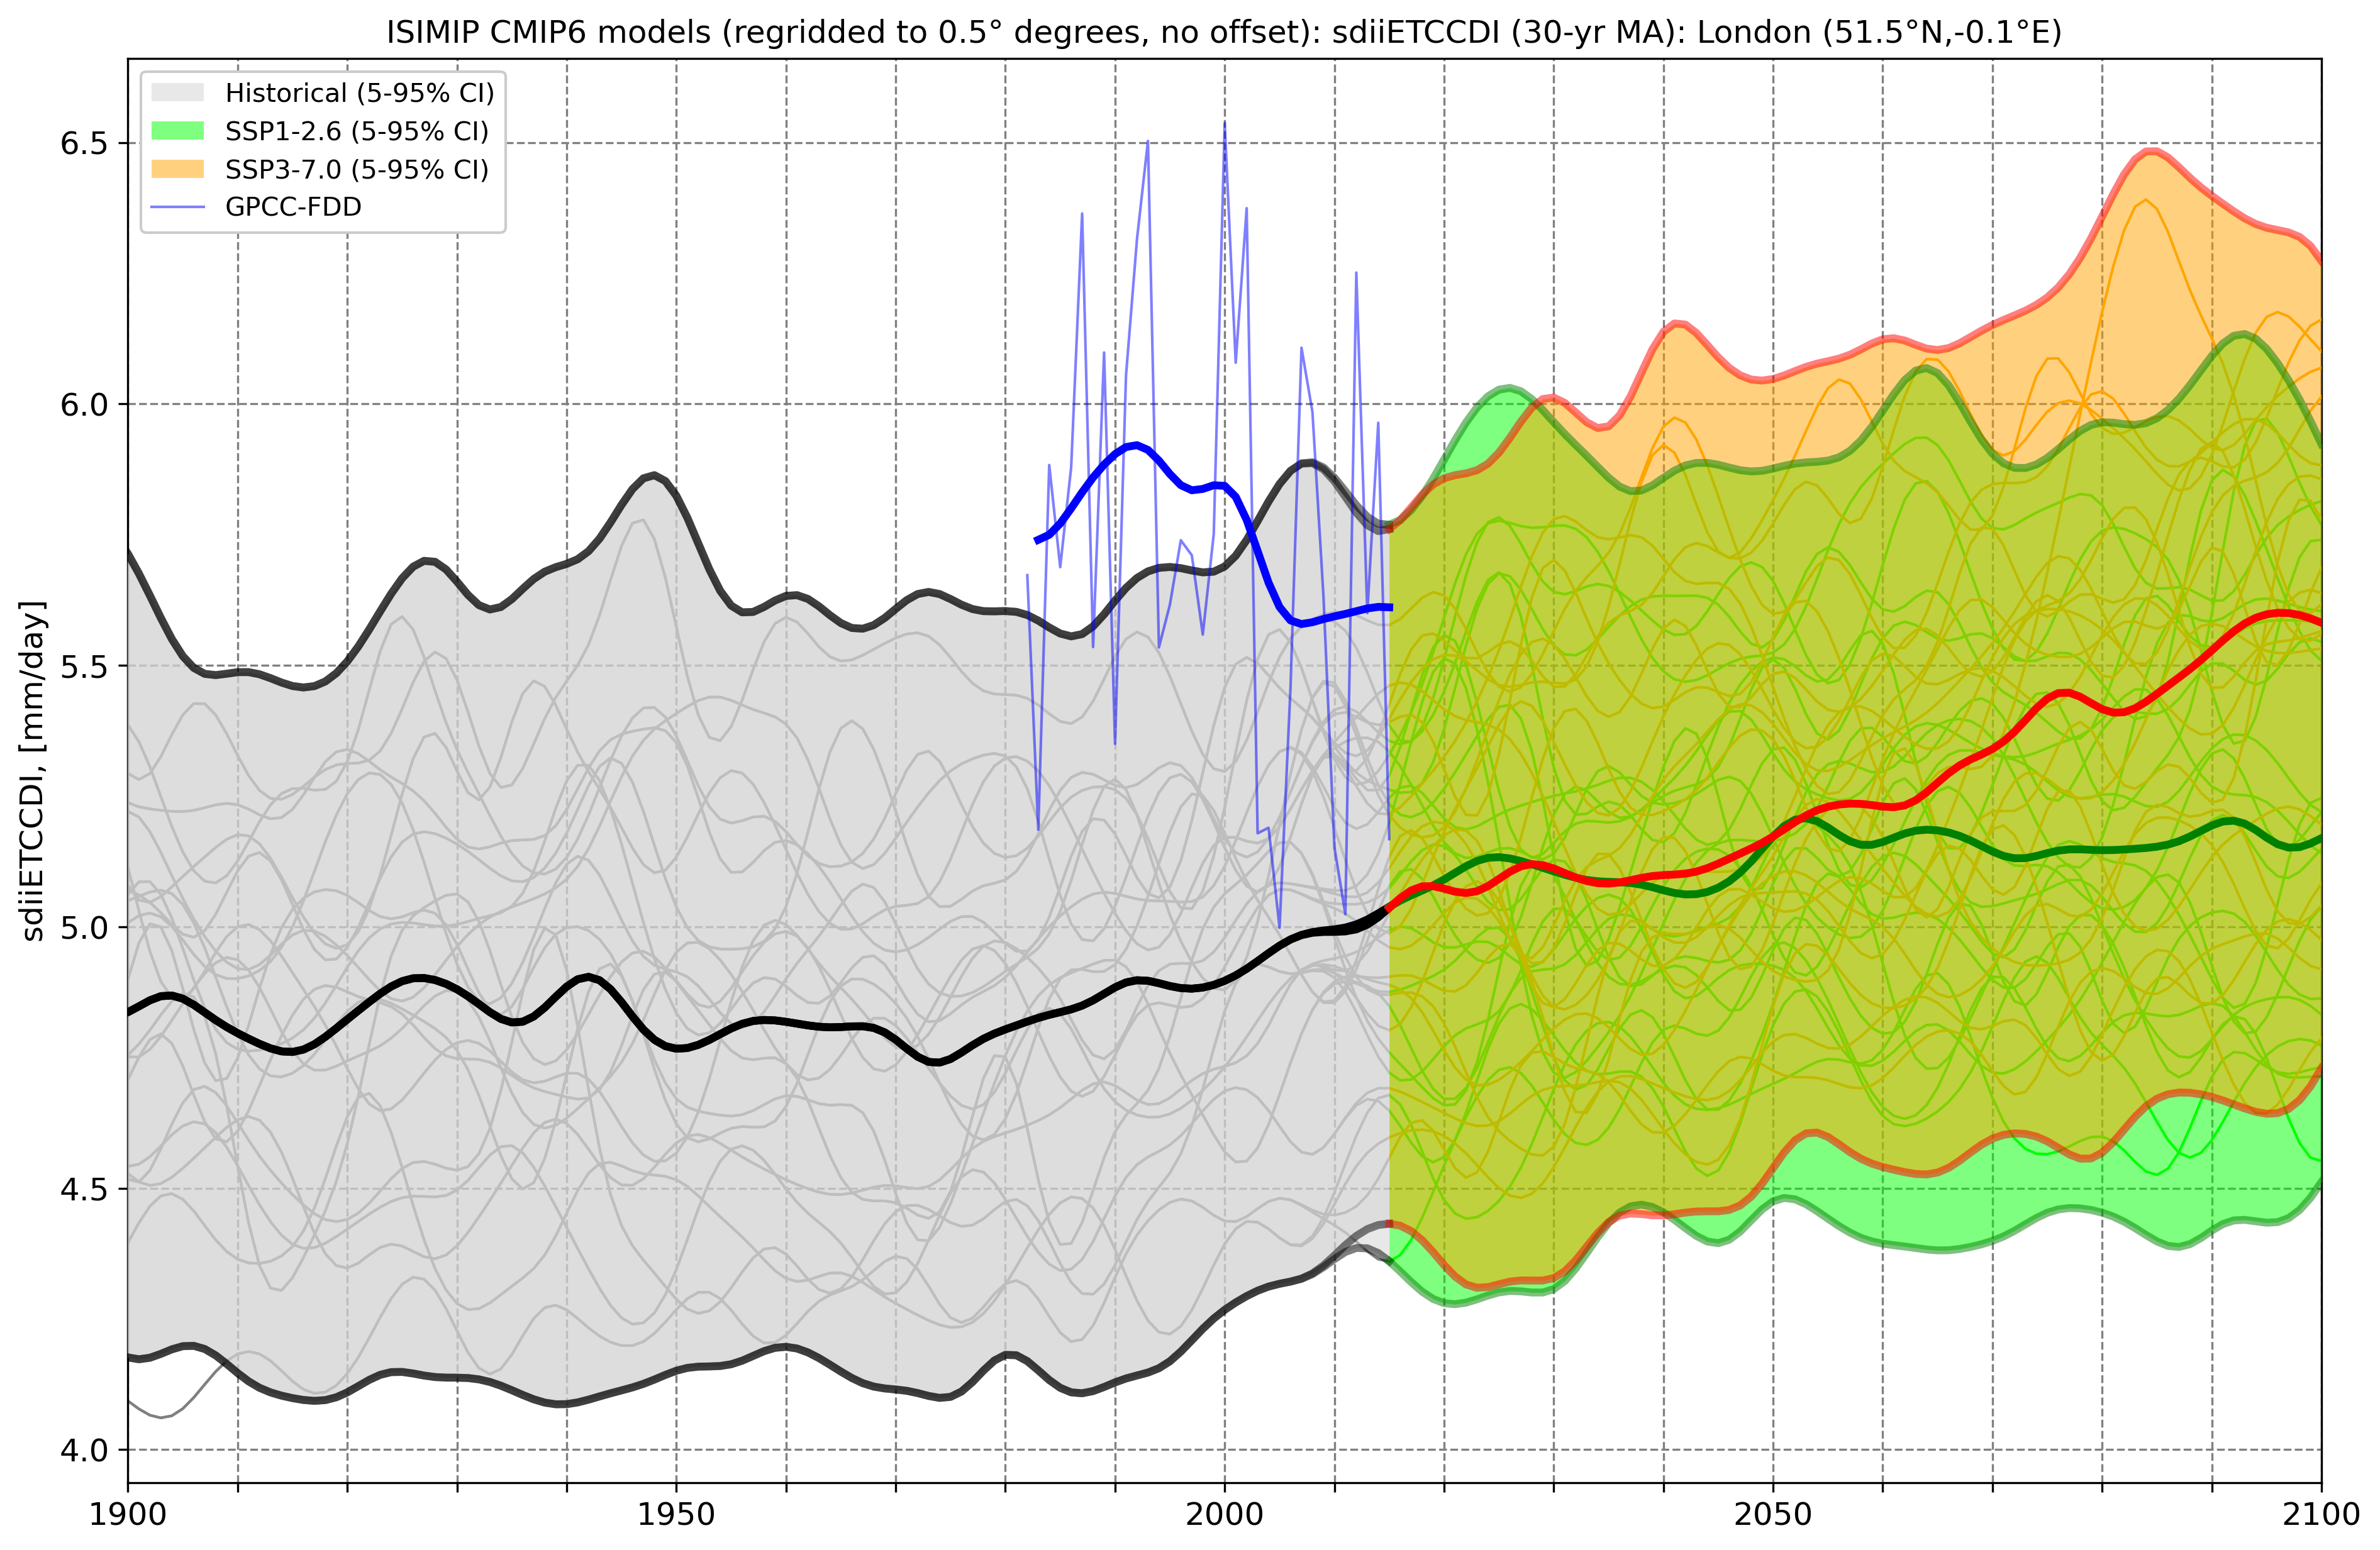 ISIMIP CMIP6 models (regridded to 0.5° degrees, no offset): sdiiETCCDI (30-yr MA): London (51.5°N,-0.1°E)
Historical (5-95% CI)
SSP1-2.6 (5-95% CI)
SSP3-7.0 (5-95% CI)
GPCC-FDD
sdiiETCCDI, [mm/day]
6.5
6.0
5.5
5.0
4.5
4.0
1900 1950 2000 2050 2100